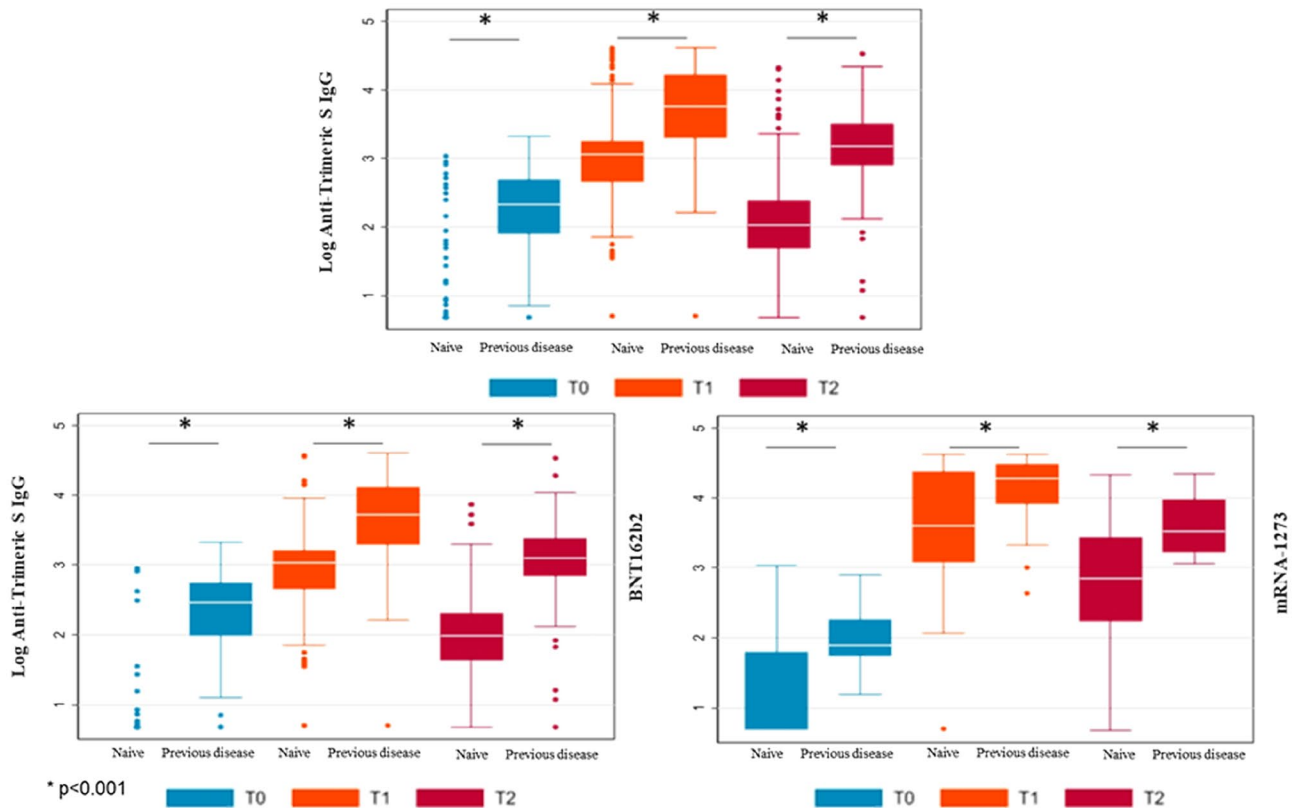 * * *
5
4
3
2
1
Log Anti-Trimeric S IgG
Naive Previous disease Naive Previous disease Naive Previous disease
T0 T1 T2
* * *
5
4
3
2
1
Log Anti-Trimeric S IgG
BNT162b2
Naive Previous disease Naive Previous disease Naive Previous disease
T0 T1 T2
* * *
5
4
3
2
1
mRNA-1273
Naive Previous disease Naive Previous disease Naive Previous disease
T0 T1 T2
* p<0.001